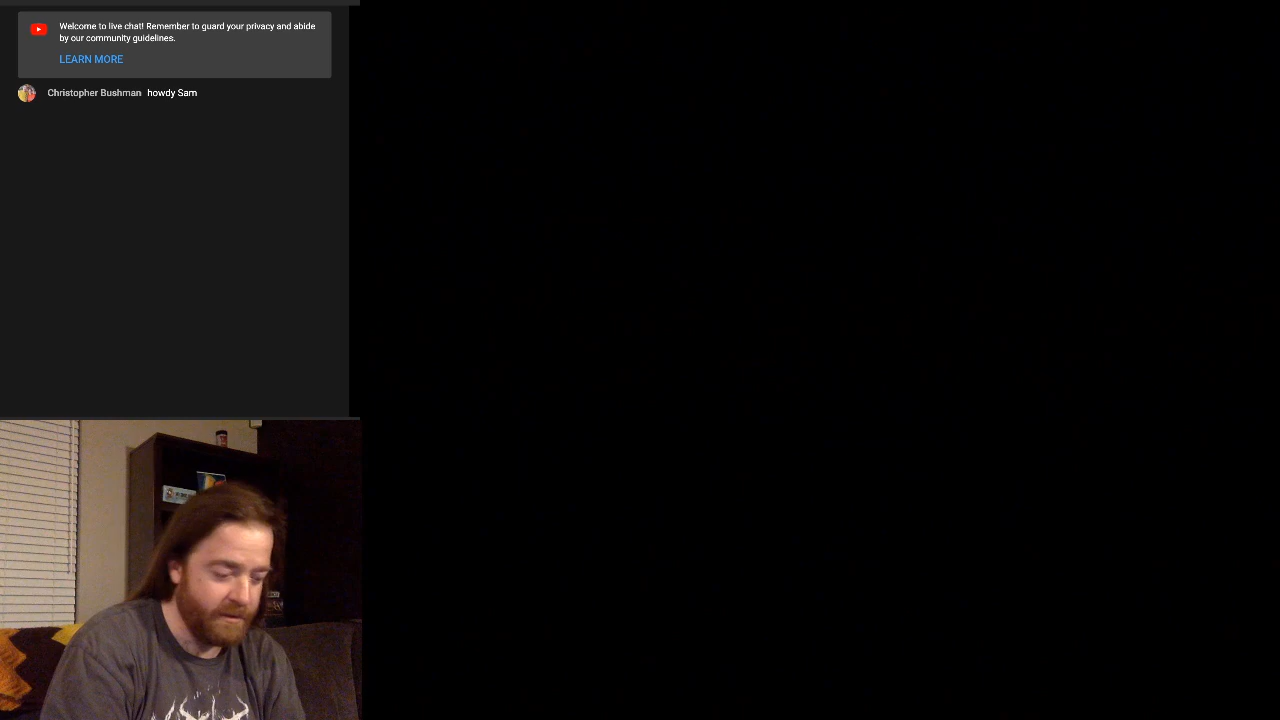 Welcome to live chat! Remember to guard your privacy and abide
by our community guidelines.
LEARN MORE
Christopher Bushman howdy Sam